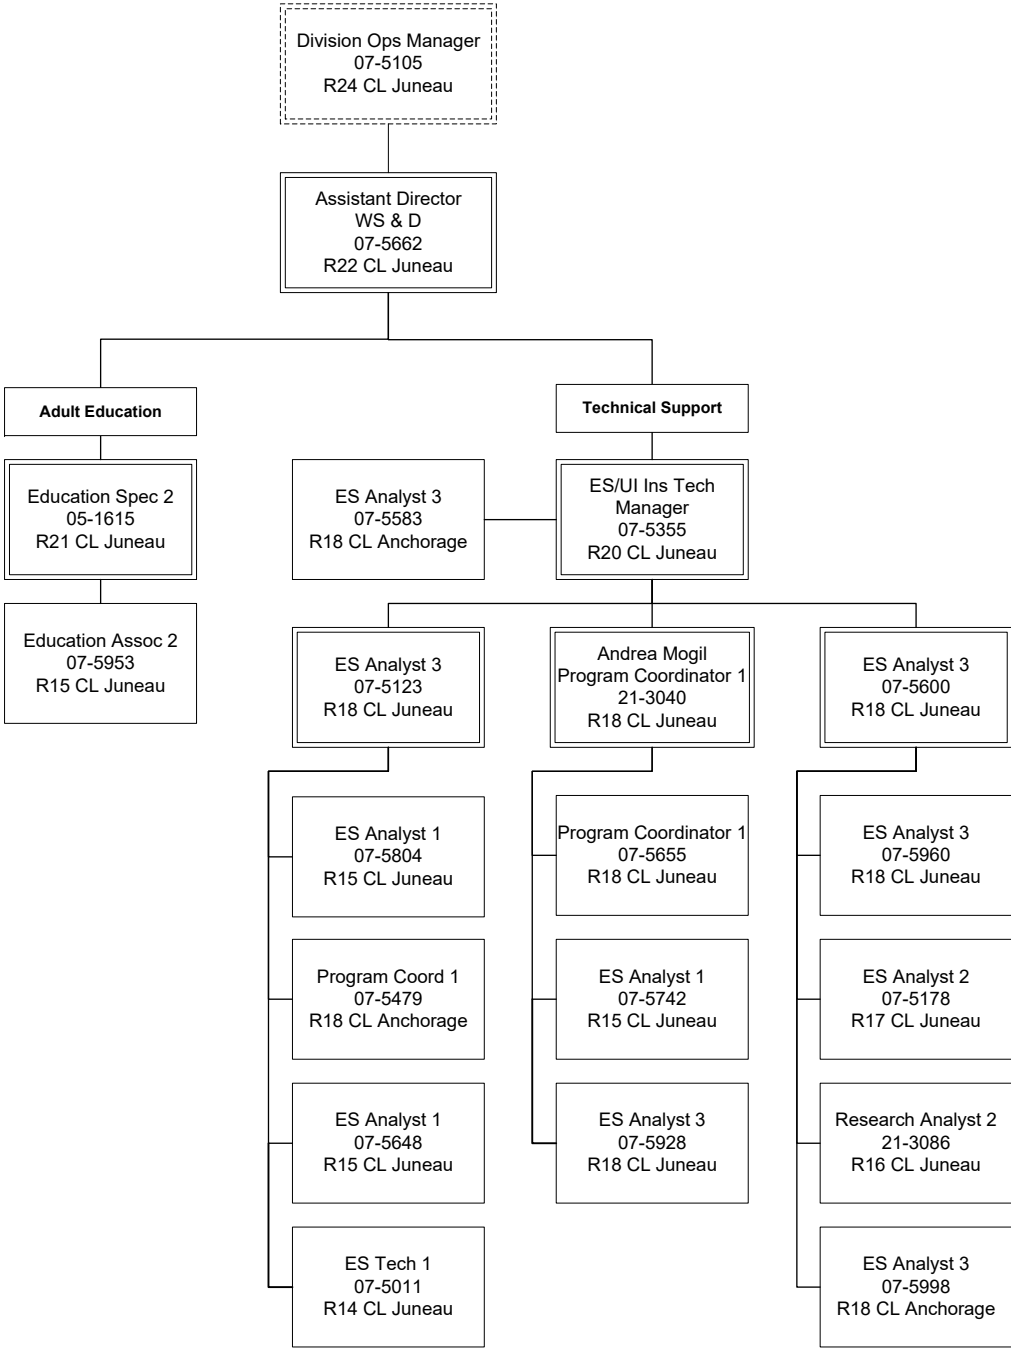 Division Ops Manager
07-5105
R24 CL Juneau
Assistant Director
WS & D
07-5662
R22 CL Juneau
Adult Education
Technical Support
Education Spec 2
05-1615
R21 CL Juneau
ES Analyst 3
07-5583
R18 CL Anchorage
ES/UI Ins Tech
Manager
07-5355
R20 CL Juneau
Education Assoc 2
07-5953
R15 CL Juneau
ES Analyst 3
07-5123
R18 CL Juneau
Andrea Mogil
Program Coordinator 1
21-3040
R18 CL Juneau
ES Analyst 3
07-5600
R18 CL Juneau
ES Analyst 1
07-5804
R15 CL Juneau
Program Coordinator 1
07-5655
R18 CL Juneau
ES Analyst 3
07-5960
R18 CL Juneau
Program Coord 1
07-5479
R18 CL Anchorage
ES Analyst 1
07-5742
R15 CL Juneau
ES Analyst 2
07-5178
R17 CL Juneau
ES Analyst 1
07-5648
R15 CL Juneau
ES Analyst 3
07-5928
R18 CL Juneau
Research Analyst 2
21-3086
R16 CL Juneau
ES Tech 1
07-5011
R14 CL Juneau
ES Analyst 3
07-5998
R18 CL Anchorage